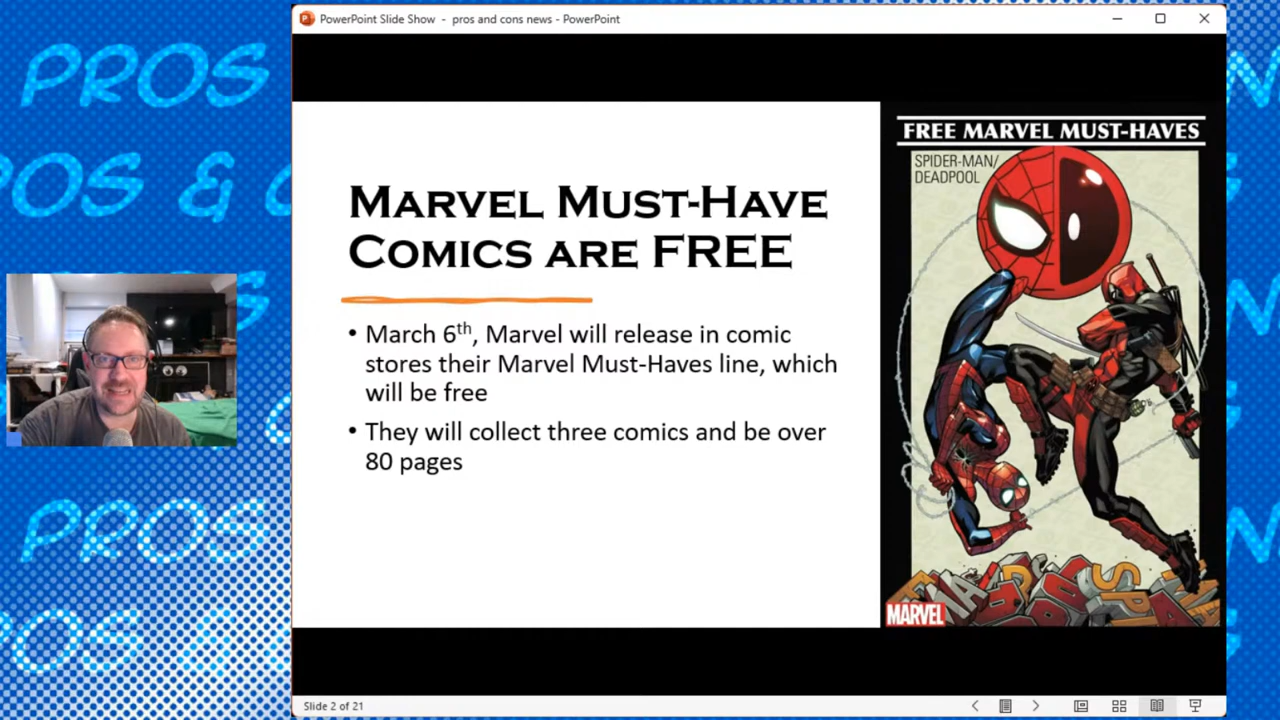 PowerPoint Slide Show - pros and cons news - PowerPoint
PROS
PROS & C
PROS
MARVEL MUST-HAVE
COMICS ARE FREE
• March 6th, Marvel will release in comic
stores their Marvel Must-Haves line, which
will be free
• They will collect three comics and be over
80 pages
FREE MARVEL MUST-HAVES
SPIDER-MAN/
DEADPOOL
MARVEL
Slide 2 of 21